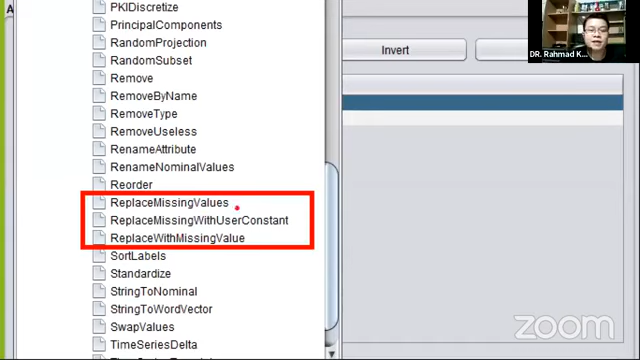 A
PKIDiscretize
PrincipalComponents
RandomProjection
RandomSubset
Remove
RemoveByName
RemoveType
RemoveUseless
RenameAttribute
RenameNominalValues
Reorder
ReplaceMissingValues
ReplaceMissingWithUserConstant
ReplaceWithMissingValue
SortLabels
Standardize
StringToNominal
StringToWordVector
SwapValues
TimeSeriesDelta
Invert
DR. Rahmad K...
zoom